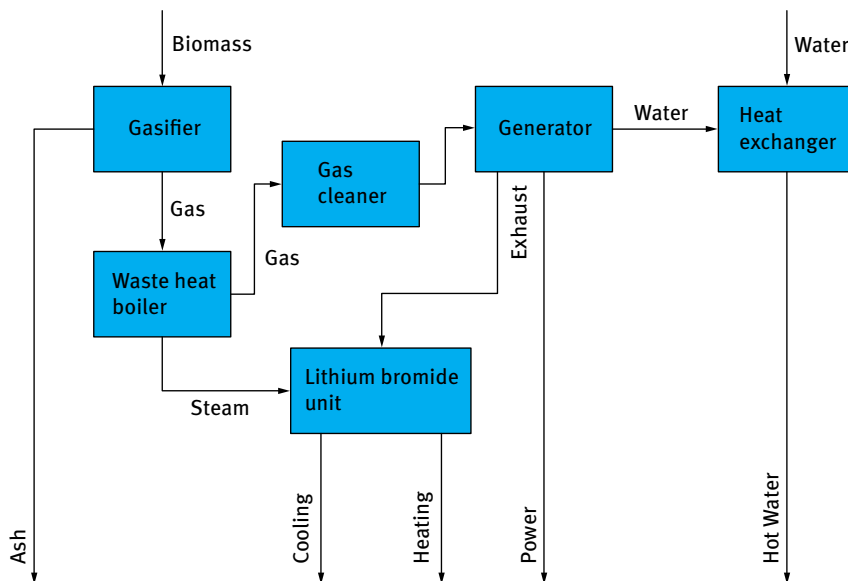 Biomass
Water
Gasifier
Generator
Water
Heat
exchanger
Gas
cleaner
Gas
Exhaust
Gas
Waste heat
boiler
Lithium bromide
unit
Steam
Ash
Cooling
Heating
Power
Hot Water